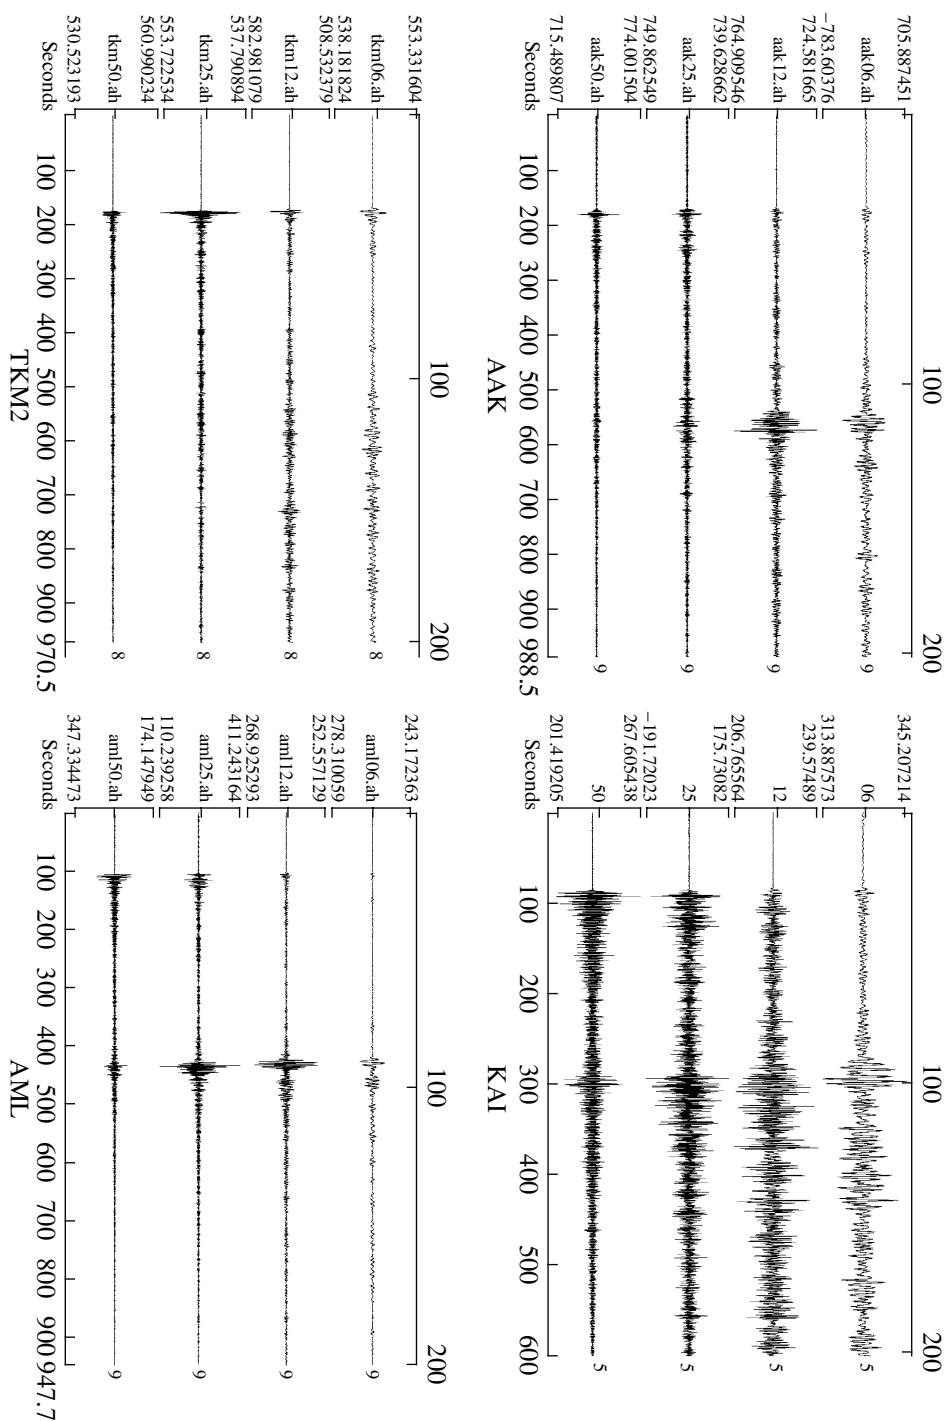 100 200
705.887451
aak06.ah 9
−783.60376
724.581665
aak12.ah 9
764.909546
739.628662
aak25.ah 9
749.862549
774.001504
aak50.ah 9
715.489807
Seconds 100 200 300 400 500 600 700 800 900 988.5
AAK
100 200
345.207214
06 5
313.887573
239.57489
12 5
206.765564
175.73082
25 5
−191.72023
267.605438
50 5
201.419205
Seconds 100 200 300 400 500 600
KAI
100 200
553.331604
tkm06.ah 8
538.181824
508.532379
tkm12.ah 8
582.981079
537.790894
tkm25.ah 8
553.722534
560.990234
tkm50.ah 8
530.523193
Seconds 100 200 300 400 500 600 700 800 900 970.5
TKM2
100 200
243.172363
aml06.ah 9
278.310059
252.557129
aml12.ah 9
268.925293
411.243164
aml25.ah 9
110.239258
174.147949
aml50.ah 9
347.334473
Seconds 100 200 300 400 500 600 700 800 900 947.7
AML